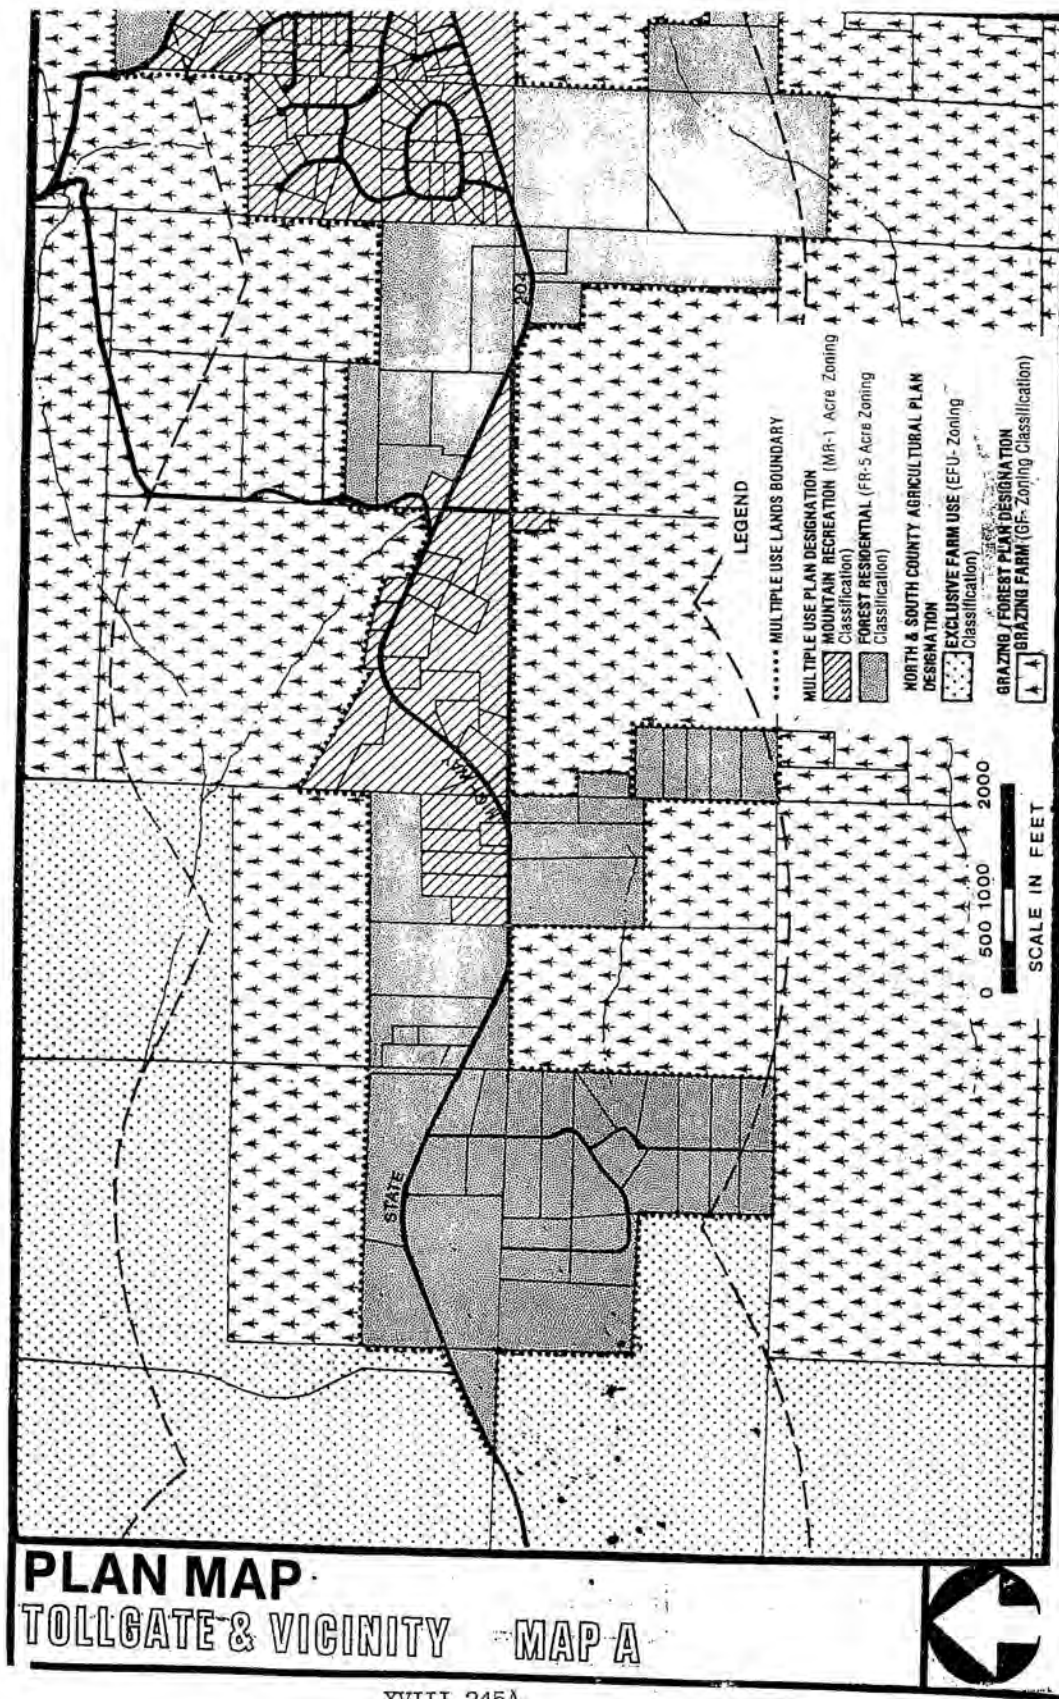 STATE
HIGHWAY
204
LEGEND
MULTIPLE USE LANDS BOUNDARY
MULTIPLE USE PLAN DESIGNATION
MOUNTAIN RECREATION (MR-1 Acre Zoning
Classification)
FOREST RESIDENTIAL (FR-5 Acre Zoning
Classification)
NORTH & SOUTH COUNTY AGRICULTURAL PLAN
DESIGNATION
EXCLUSIVE FARM USE (EFU- Zoning
Classification)
GRAZING / FOREST PLAN DESIGNATION
GRAZING FARM (GF- Zoning Classification)
0 500 1000 2000
SCALE IN FEET
PLAN MAP
TOLLGATE & VICINITY MAP A
XVIII-245A